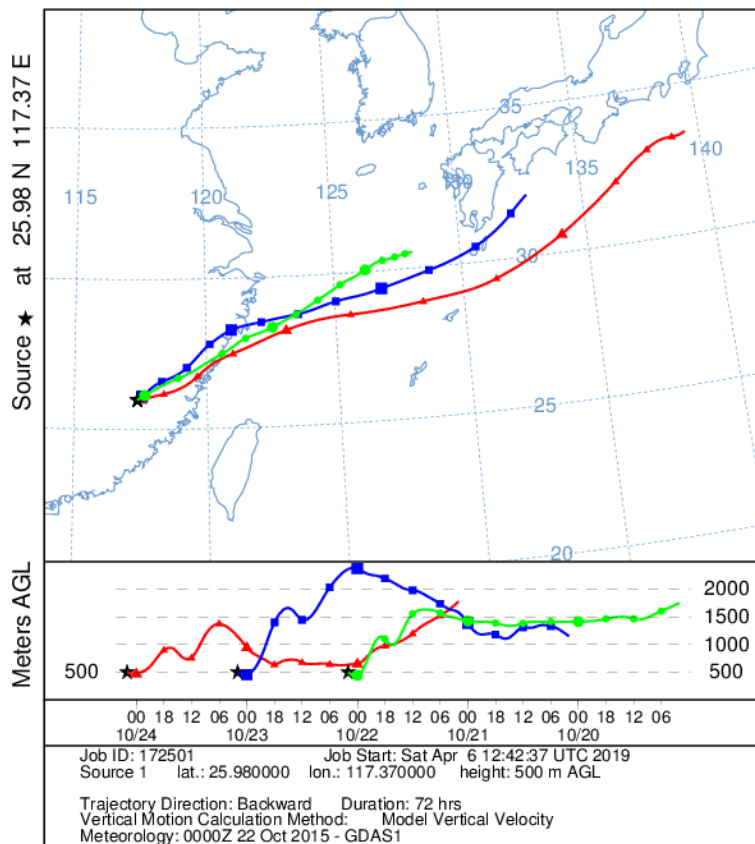 Source ★ at 25.98 N 117.37 E
35
140
115
120
125
130
135
30
25
20
Meters AGL
2000
1500
1000
500
500
00 18 12 06 00 18 12 06 00 18 12 06 00 18 12 06 00 18 12 06
10/24 10/23 10/22 10/21 10/20
Job ID: 172501 Job Start: Sat Apr 6 12:42:37 UTC 2019
Source 1 lat.: 25.980000 lon.: 117.370000 height: 500 m AGL
Trajectory Direction: Backward Duration: 72 hrs
Vertical Motion Calculation Method: Model Vertical Velocity
Meteorology: 0000Z 22 Oct 2015 - GDAS1